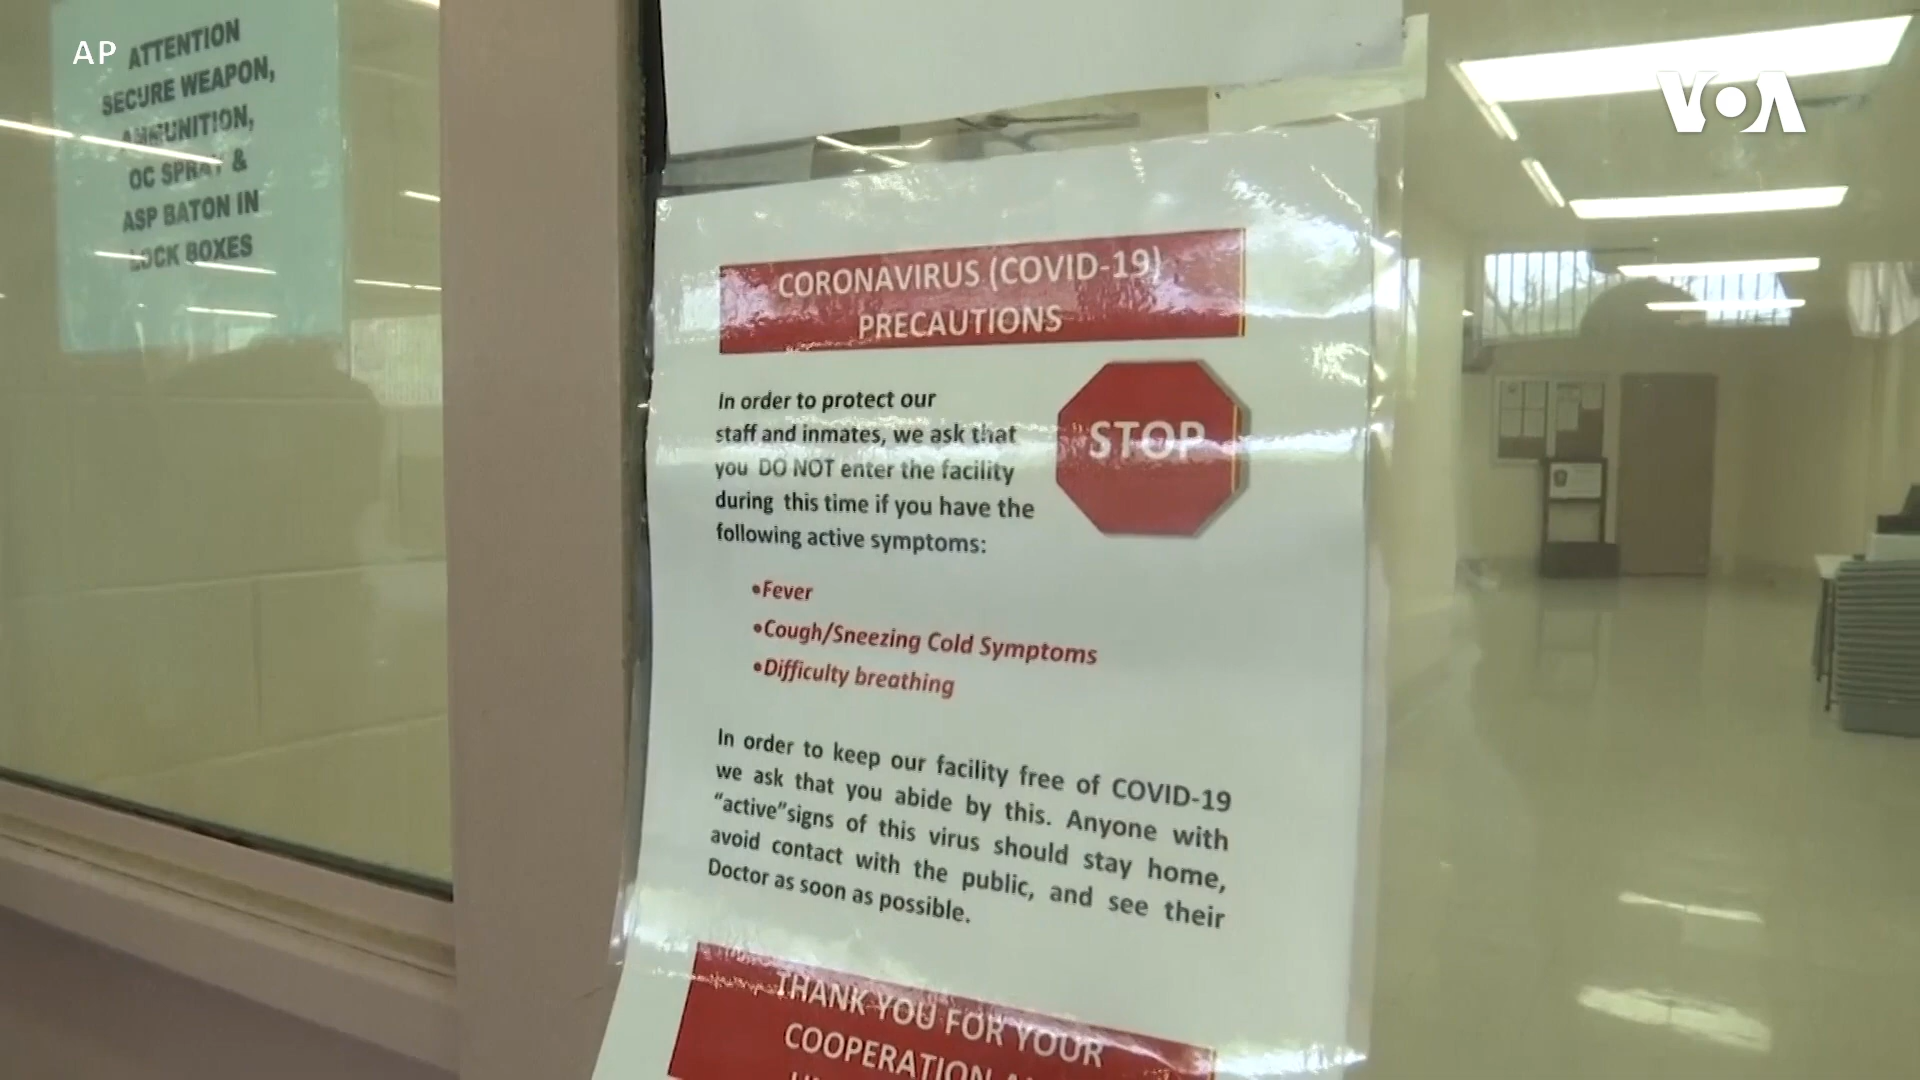 AP
ATTENTION
SECURE WEAPON,
AMMUNITION,
OC SPRAY &
ASP BATON IN
LOCK BOXES
VOA
CORONAVIRUS (COVID-19)
PRECAUTIONS
In order to protect our
staff and inmates, we ask that
you DO NOT enter the facility
during this time if you have the
following active symptoms:
STOP
•Fever
•Cough/Sneezing Cold Symptoms
•Difficulty breathing
In order to keep our facility free of COVID-19
we ask that you abide by this. Anyone with
“active”signs of this virus should stay home,
avoid contact with the public, and see their
Doctor as soon as possible.
THANK YOU FOR YOUR
COOPERATION